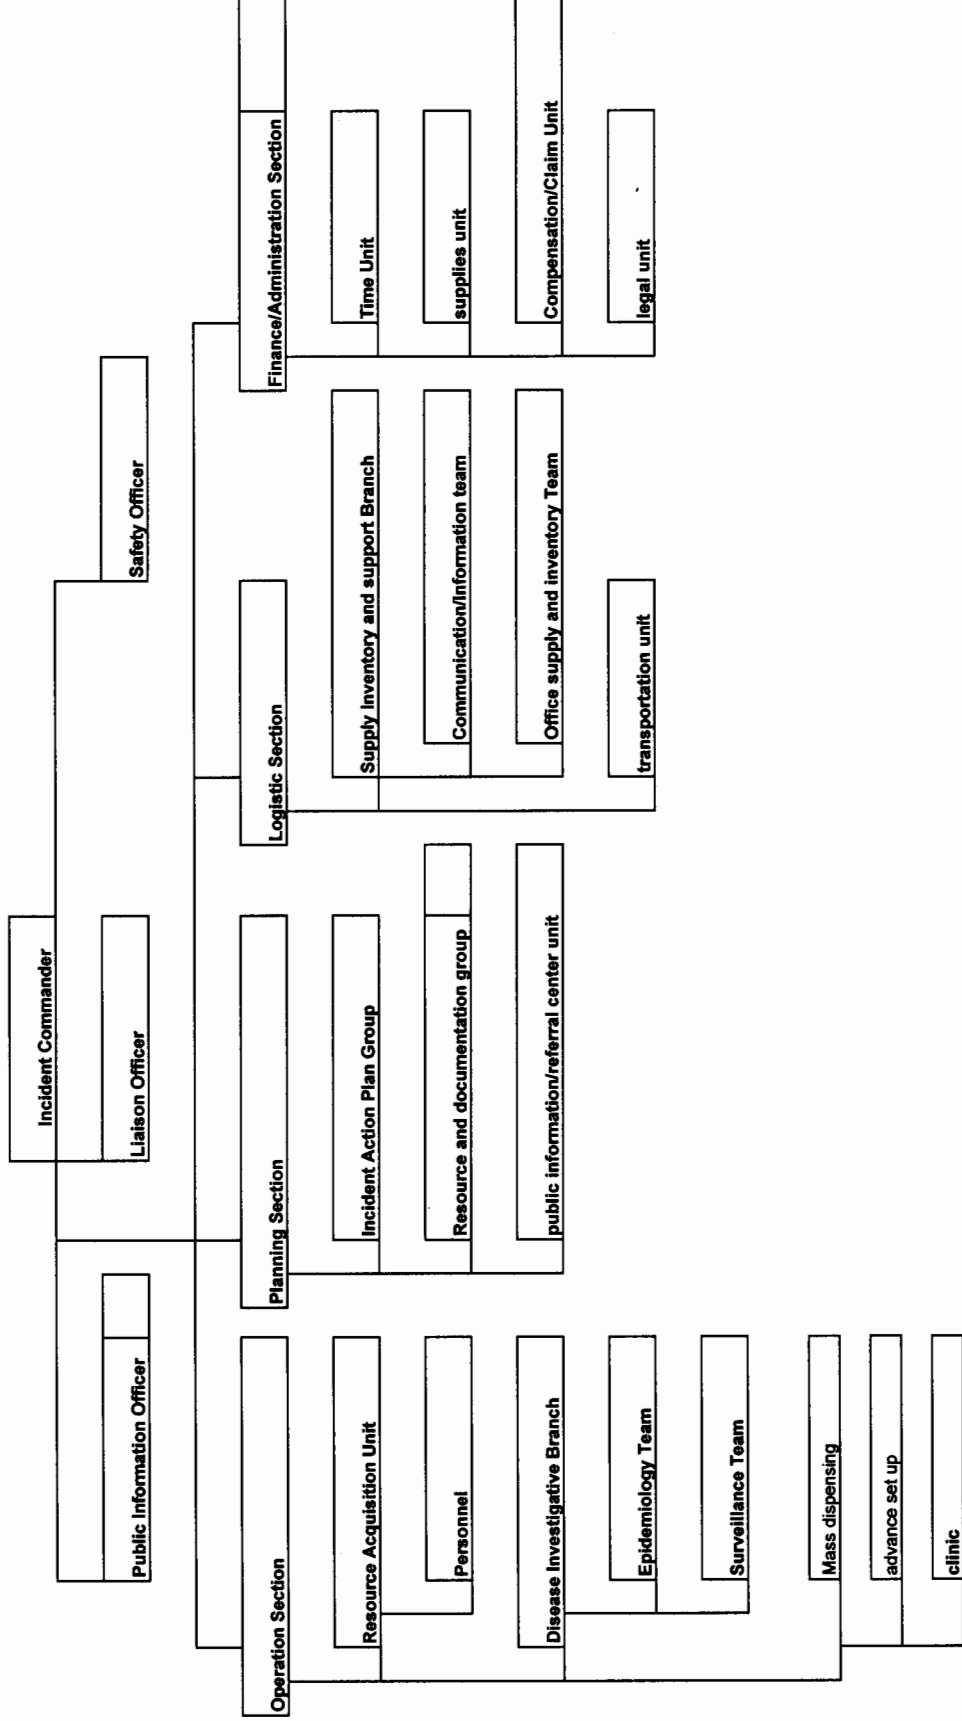 Incident Commander
Public Information Officer
Liaison Officer
Safety Officer
Operation Section
Resource Acquisition Unit
Personnel
Disease Investigative Branch
Epidemiology Team
Surveillance Team
Mass dispensing
advance set up
clinic
Planning Section
Incident Action Plan Group
Resource and documentation group
public information/referral center unit
Logistic Section
Supply Inventory and support Branch
Communication/Information team
Office supply and inventory Team
transportation unit
Finance/Administration Section
Time Unit
supplies unit
Compensation/Claim Unit
legal unit